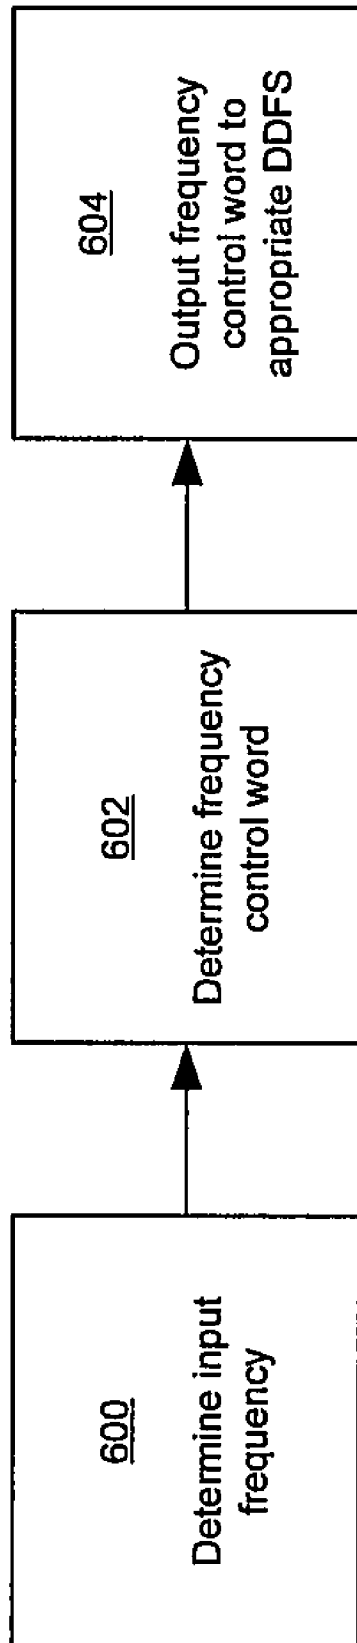 600
Determine input
frequency
602
Determine frequency
control word
604
Output frequency
control word to
appropriate DDFS